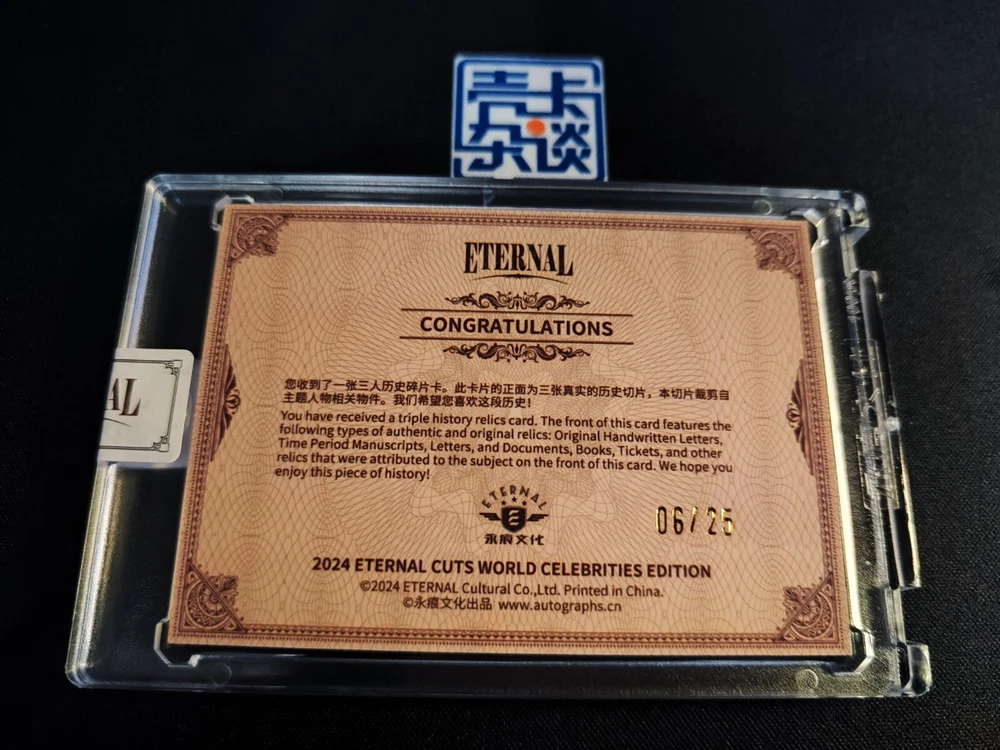 壳卡
杂谈
ETERNAL
CONGRATULATIONS
您收到了一张三人历史碎片卡。此卡片的正面为三张真实的历史切片，本切片裁剪自
主题人物相关物件。我们希望您喜欢这段历史！
You have received a triple history relics card. The front of this card features the
following types of authentic and original relics: Original Handwritten Letters,
Time Period Manuscripts, Letters, and Documents, Books, Tickets, and other
relics that were attributed to the subject on the front of this card. We hope you
enjoy this piece of history!
AL
ETERNAL
永痕文化
06/25
2024 ETERNAL CUTS WORLD CELEBRITIES EDITION
©2024 ETERNAL Cultural Co.,Ltd. Printed in China.
©永痕文化出品 www.autographs.cn